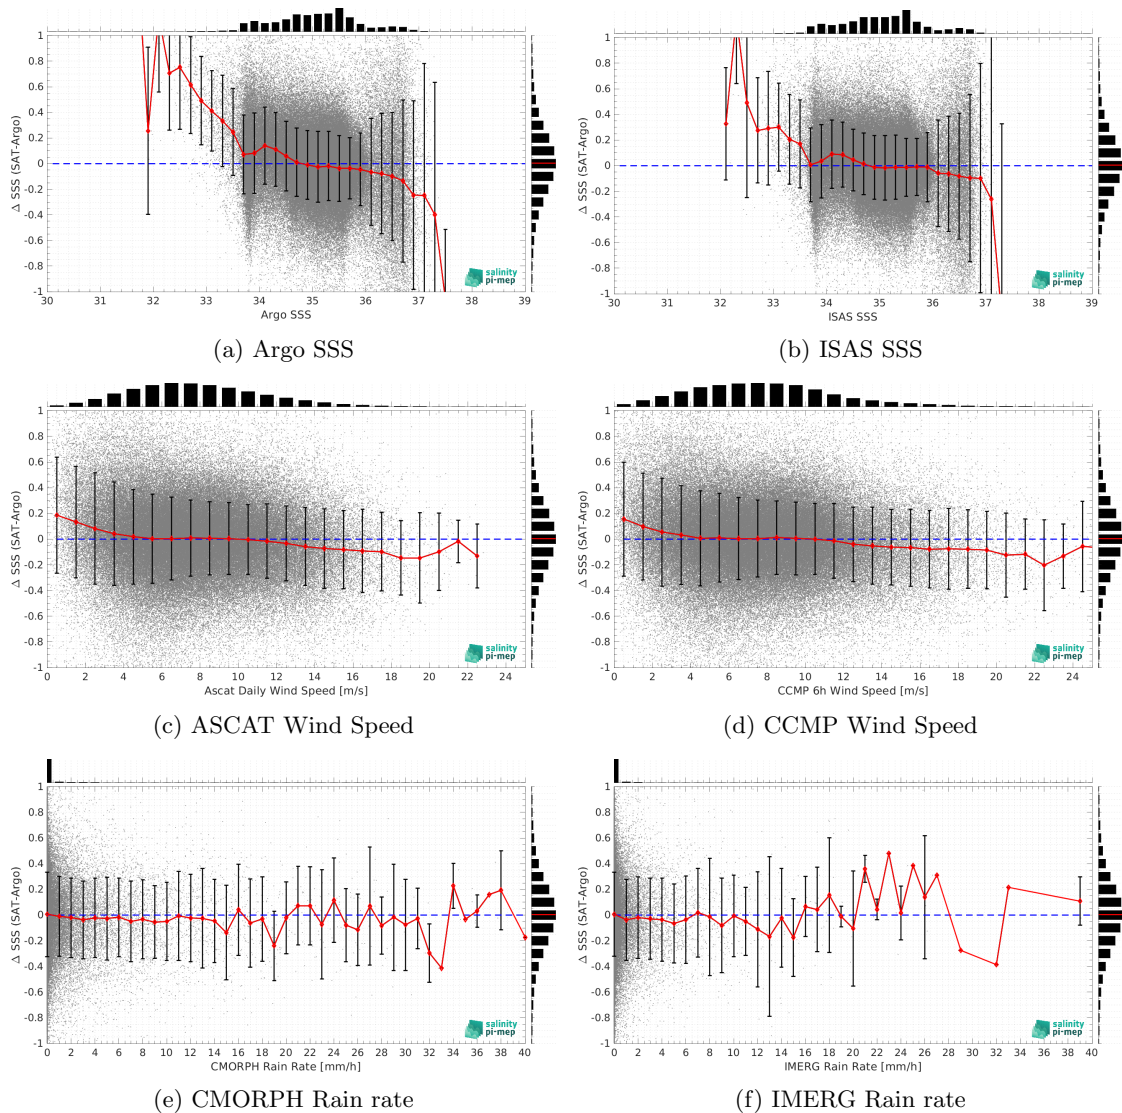 1
0.8
0.6
0.4
0.2
0
-0.2
-0.4
-0.6
-0.8
-1
Δ SSS (SAT-Argo)
30 31 32 33 34 35 36 37 38 39
Argo SSS
salinity
pi-mep
(a) Argo SSS
1
0.8
0.6
0.4
0.2
0
-0.2
-0.4
-0.6
-0.8
-1
Δ SSS (SAT-Argo)
30 31 32 33 34 35 36 37 38 39
ISAS SSS
salinity
pi-mep
(b) ISAS SSS
1
0.8
0.6
0.4
0.2
0
-0.2
-0.4
-0.6
-0.8
-1
Δ SSS (SAT-Argo)
0 2 4 6 8 10 12 14 16 18 20 22 24
Ascat Daily Wind Speed [m/s]
salinity
pi-mep
(c) ASCAT Wind Speed
1
0.8
0.6
0.4
0.2
0
-0.2
-0.4
-0.6
-0.8
-1
Δ SSS (SAT-Argo)
0 2 4 6 8 10 12 14 16 18 20 22 24
CCMP 6h Wind Speed [m/s]
salinity
pi-mep
(d) CCMP Wind Speed
1
0.8
0.6
0.4
0.2
0
-0.2
-0.4
-0.6
-0.8
-1
Δ SSS (SAT-Argo)
0 2 4 6 8 10 12 14 16 18 20 22 24 26 28 30 32 34 36 38 40
CMORPH Rain Rate [mm/h]
salinity
pi-mep
(e) CMORPH Rain rate
1
0.8
0.6
0.4
0.2
0
-0.2
-0.4
-0.6
-0.8
-1
Δ SSS (SAT-Argo)
0 2 4 6 8 10 12 14 16 18 20 22 24 26 28 30 32 34 36 38 40
IMERG Rain Rate [mm/h]
salinity
pi-mep
(f) IMERG Rain rate